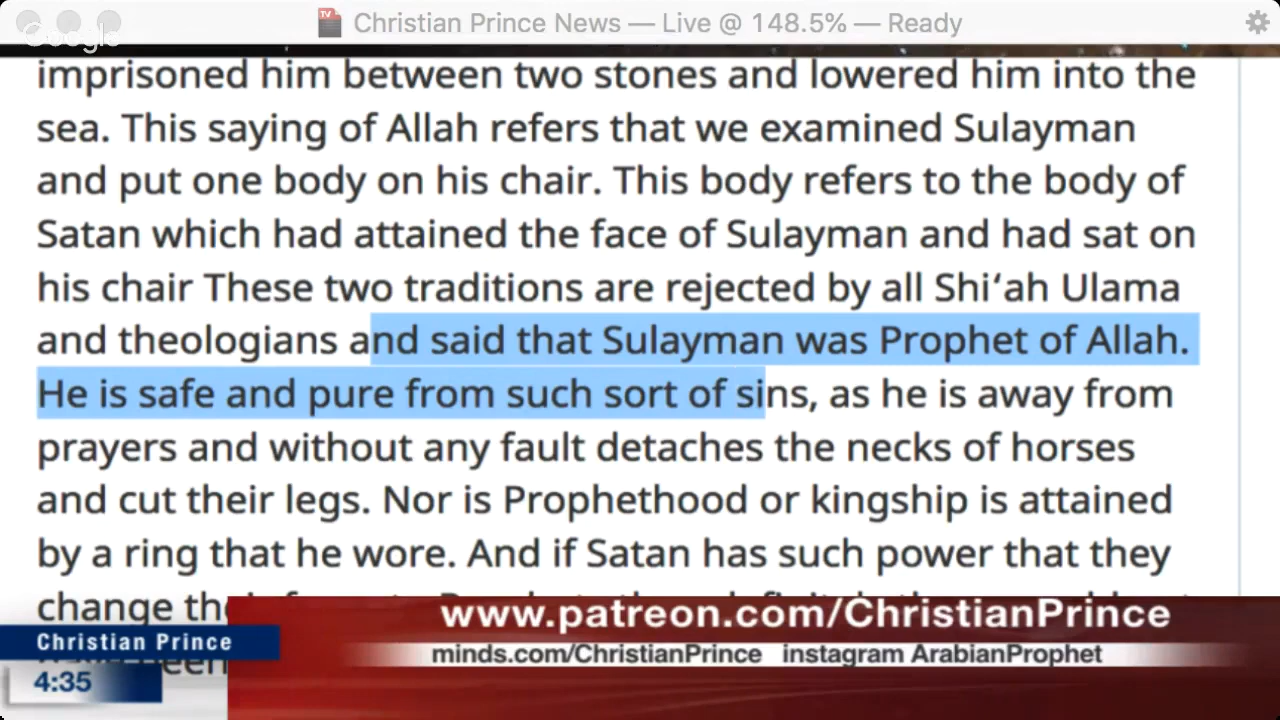 Christian Prince News — Live @ 148.5% — Ready
Google
imprisoned him between two stones and lowered him into the
sea. This saying of Allah refers that we examined Sulayman
and put one body on his chair. This body refers to the body of
Satan which had attained the face of Sulayman and had sat on
his chair These two traditions are rejected by all Shi‘ah Ulama
and theologians and said that Sulayman was Prophet of Allah.
He is safe and pure from such sort of sins, as he is away from
prayers and without any fault detaches the necks of horses
and cut their legs. Nor is Prophethood or kingship is attained
by a ring that he wore. And if Satan has such power that they
change
www.patreon.com/ChristianPrince
Christian Prince
minds.com/ChristianPrince instagram ArabianProphet
4:35